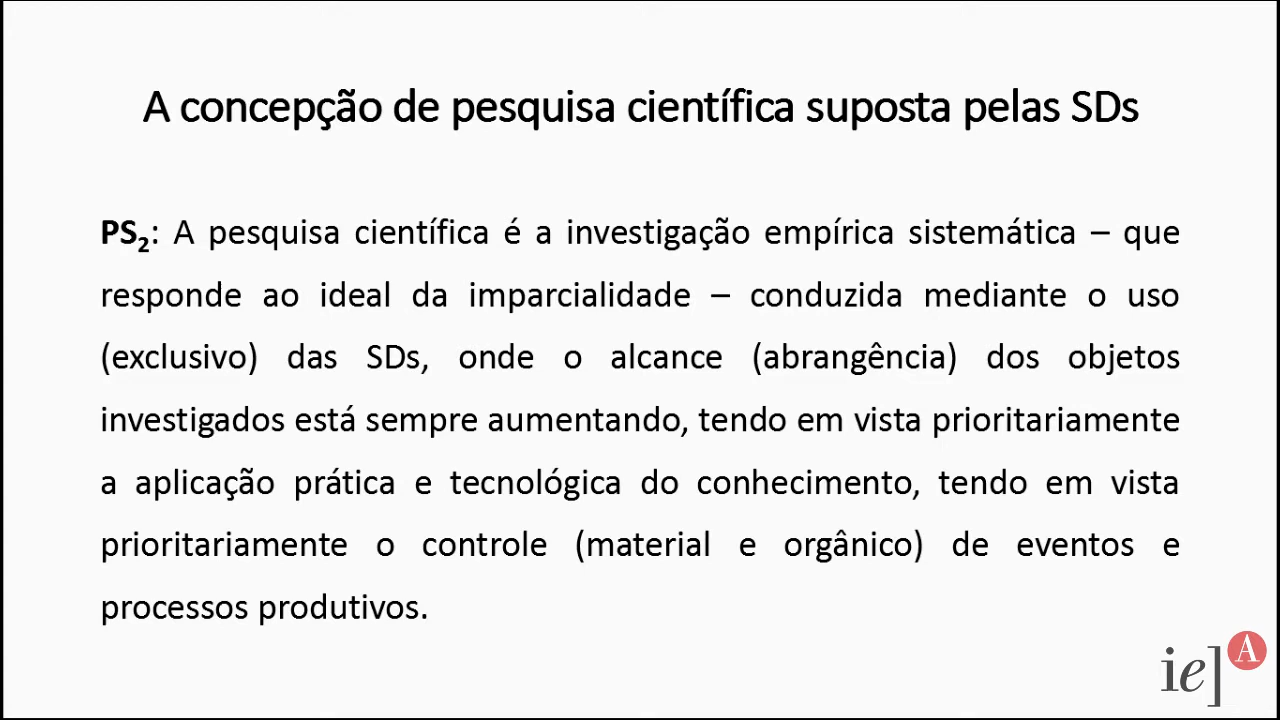 A concepção de pesquisa científica suposta pelas SDs
PS₂: A pesquisa científica é a investigação empírica sistemática – que
responde ao ideal da imparcialidade – conduzida mediante o uso
(exclusivo) das SDs, onde o alcance (abrangência) dos objetos
investigados está sempre aumentando, tendo em vista prioritariamente
a aplicação prática e tecnológica do conhecimento, tendo em vista
prioritariamente o controle (material e orgânico) de eventos e
processos produtivos.
ie] A